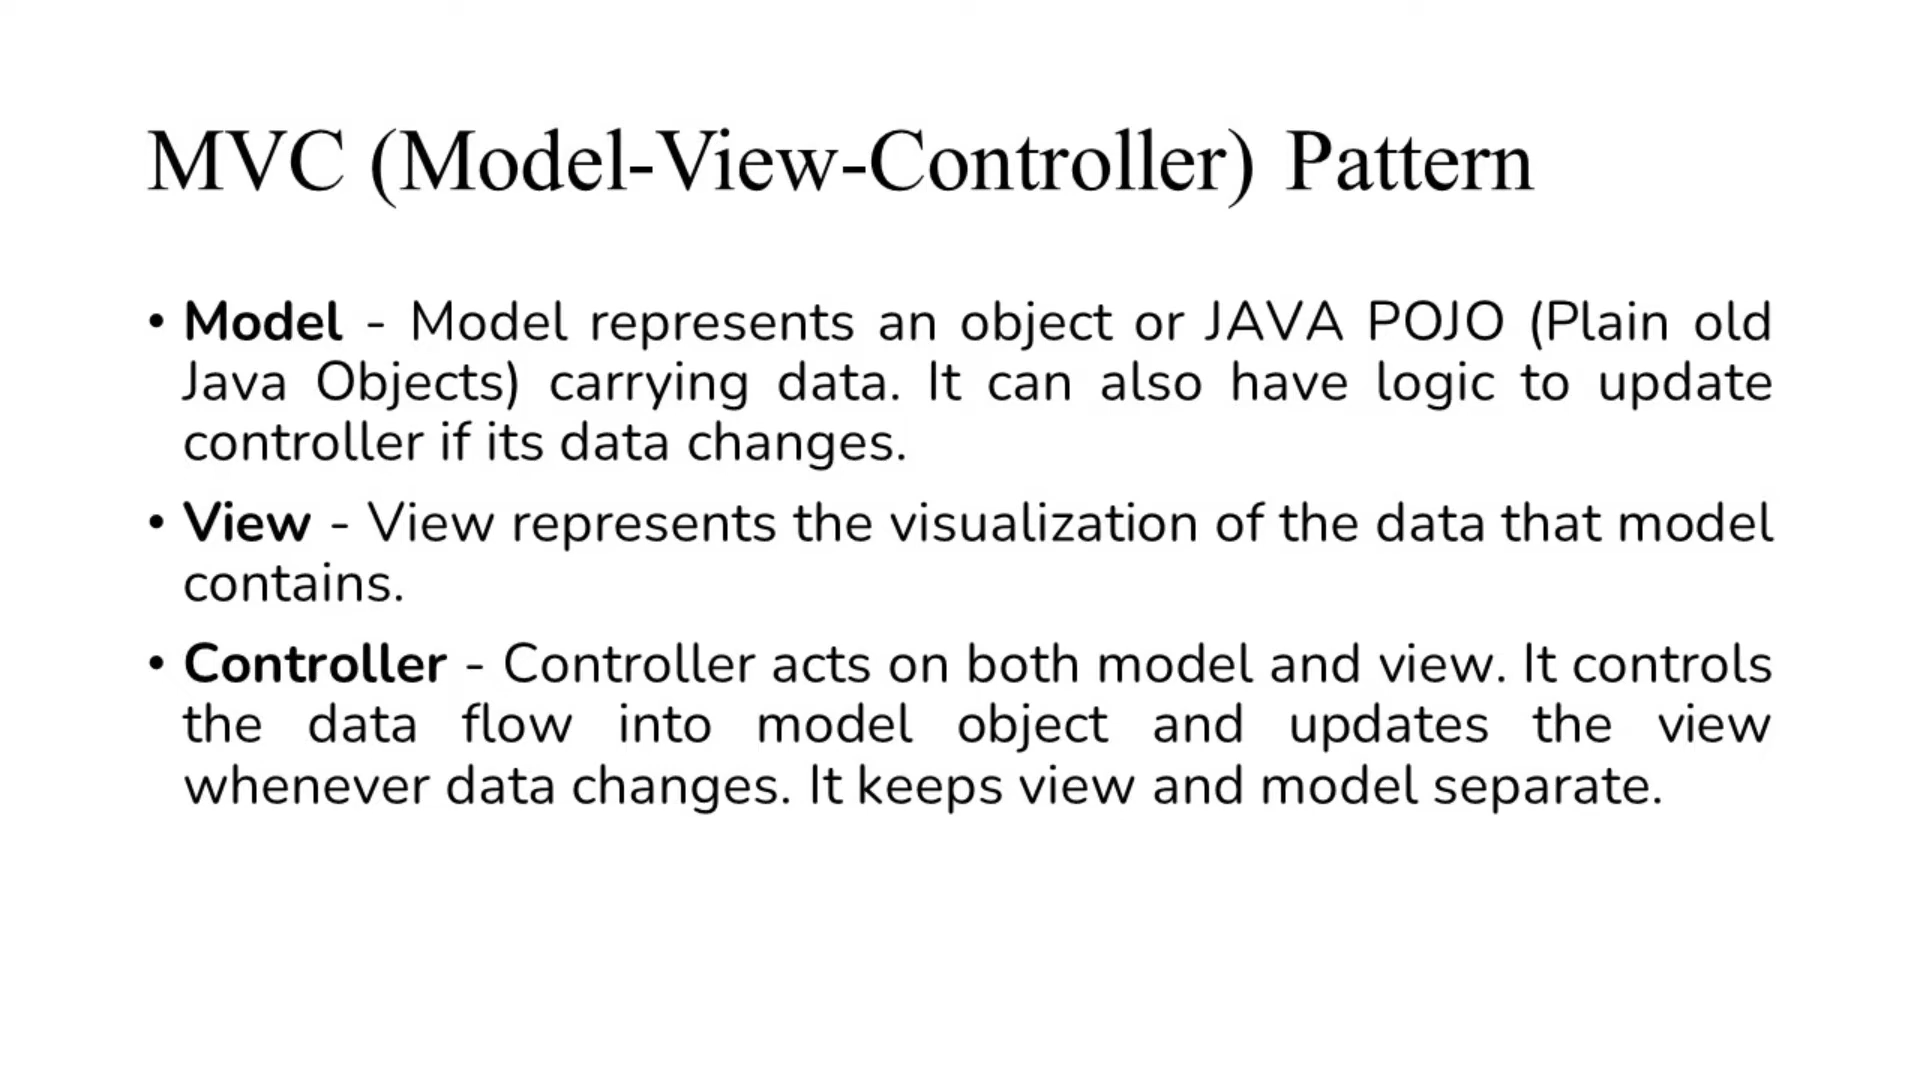 MVC (Model-View-Controller) Pattern
• Model - Model represents an object or JAVA POJO (Plain old
Java Objects) carrying data. It can also have logic to update
controller if its data changes.
• View - View represents the visualization of the data that model
contains.
• Controller - Controller acts on both model and view. It controls
the data flow into model object and updates the view
whenever data changes. It keeps view and model separate.